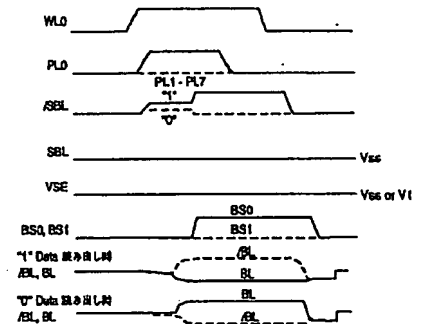 WL0
PL0
PL1 - PL7
/SBL
"1"
"0"
SBL
Vss
VSE
Vss or Vt
BS0
BS0, BS1
BS1
"1" Data 読み出し時
/BL
/BL, BL
BL
"0" Data 読み出し時
BL
/BL, BL
/BL